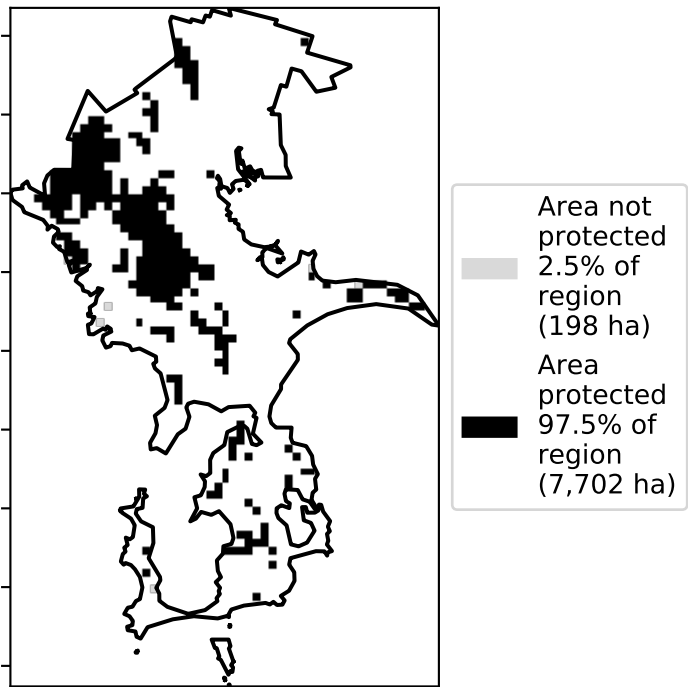 Area not
protected
2.5% of
region
(198 ha)
Area
protected
97.5% of
region
(7,702 ha)